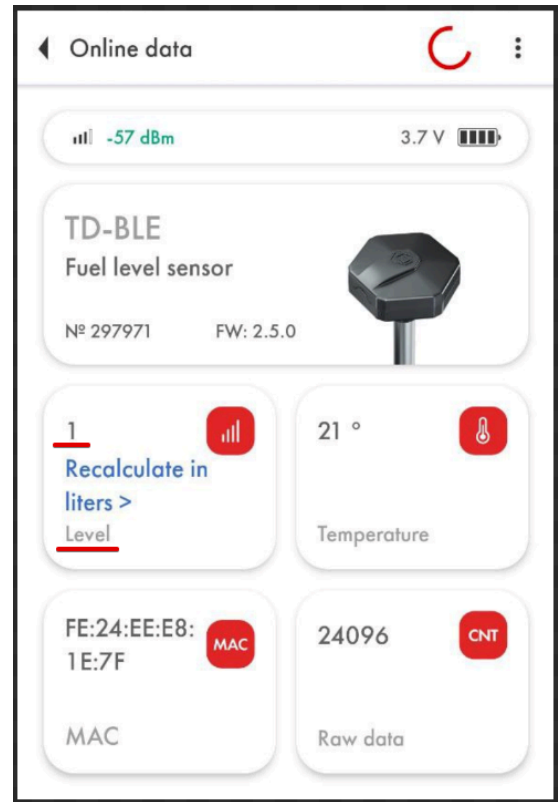 Online data
-57 dBm
3.7 V
TD-BLE
Fuel level sensor
№ 297971 FW: 2.5.0
1
Recalculate in
liters >
Level
21 °
Temperature
FE:24:EE:E8:
1E:7F
MAC
MAC
24096
CNT
Raw data